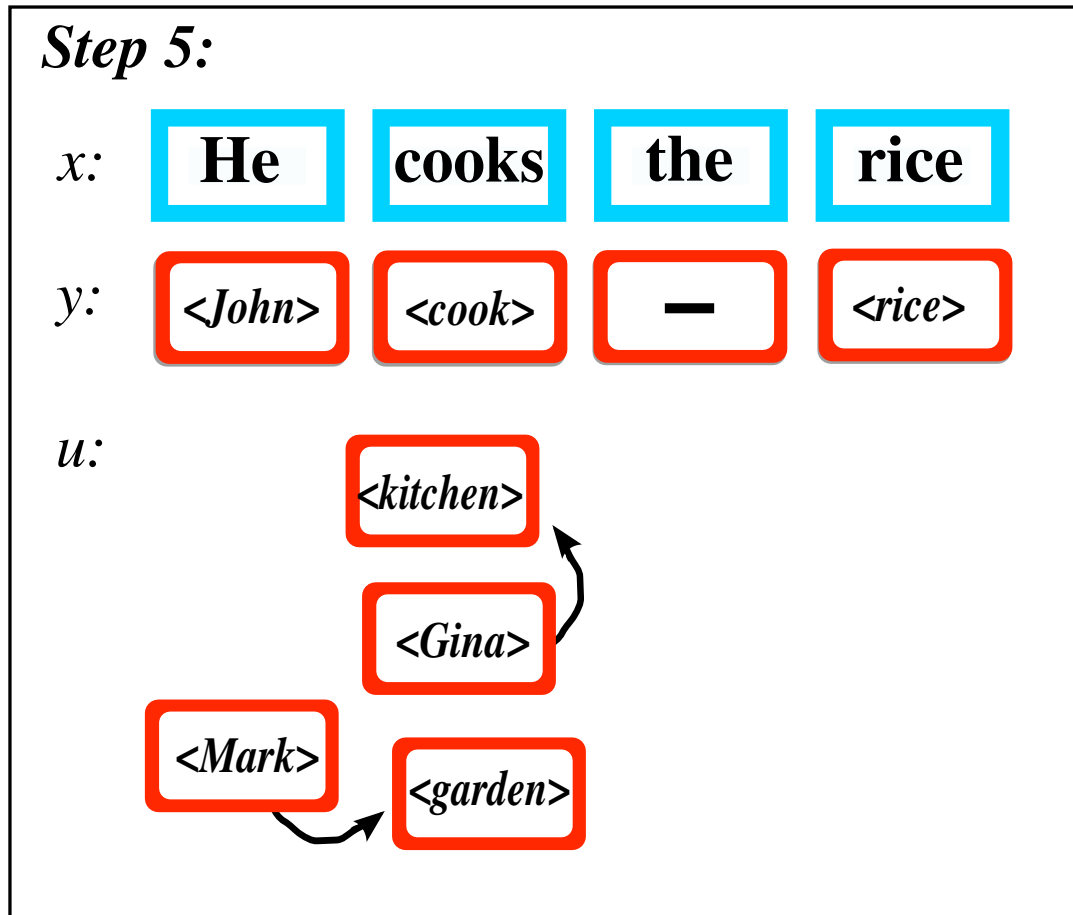 Step 5:
x: He cooks the rice
y: <John> <cook> – <rice>
u:
<kitchen>
<Gina>
<Mark> <garden>